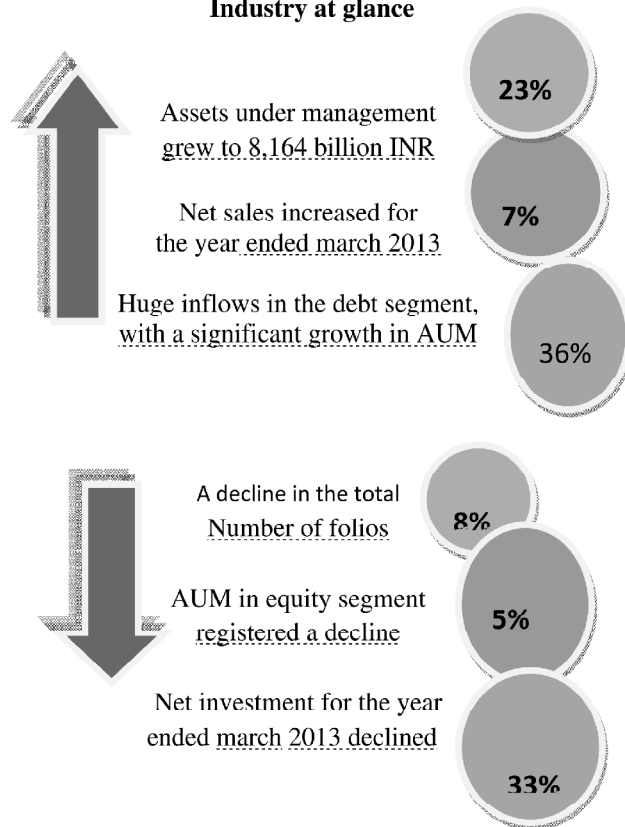 Industry at glance
23%
Assets under management
grew to 8,164 billion INR
Net sales increased for
7%
the year ended march 2013
Huge inflows in the debt segment,
with a significant growth in AUM
36%
A decline in the total
Number of folios
8%
AUM in equity segment
registered a decline
5%
Net investment for the year
ended march 2013 declined
33%